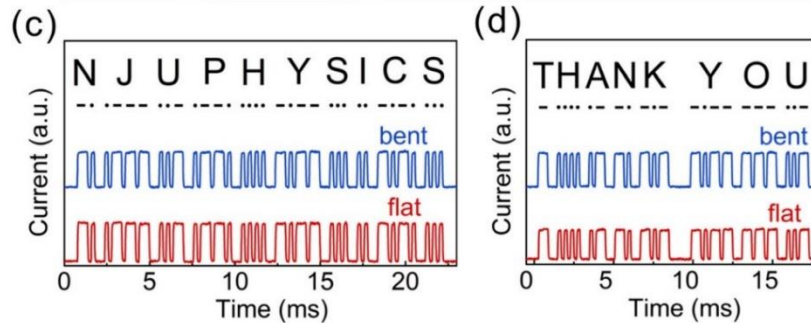 (c)
N J U P H Y S I C S
-. .--- ..- .--. .... -.-- ... .. -.-. ...
bent
flat
Current (a.u.)
0 5 10 15 20
Time (ms)
(d)
THANK YOU
- .... .- -. -.- -.-- --- ..-
bent
flat
Current (a.u.)
0 5 10 15
Time (ms)